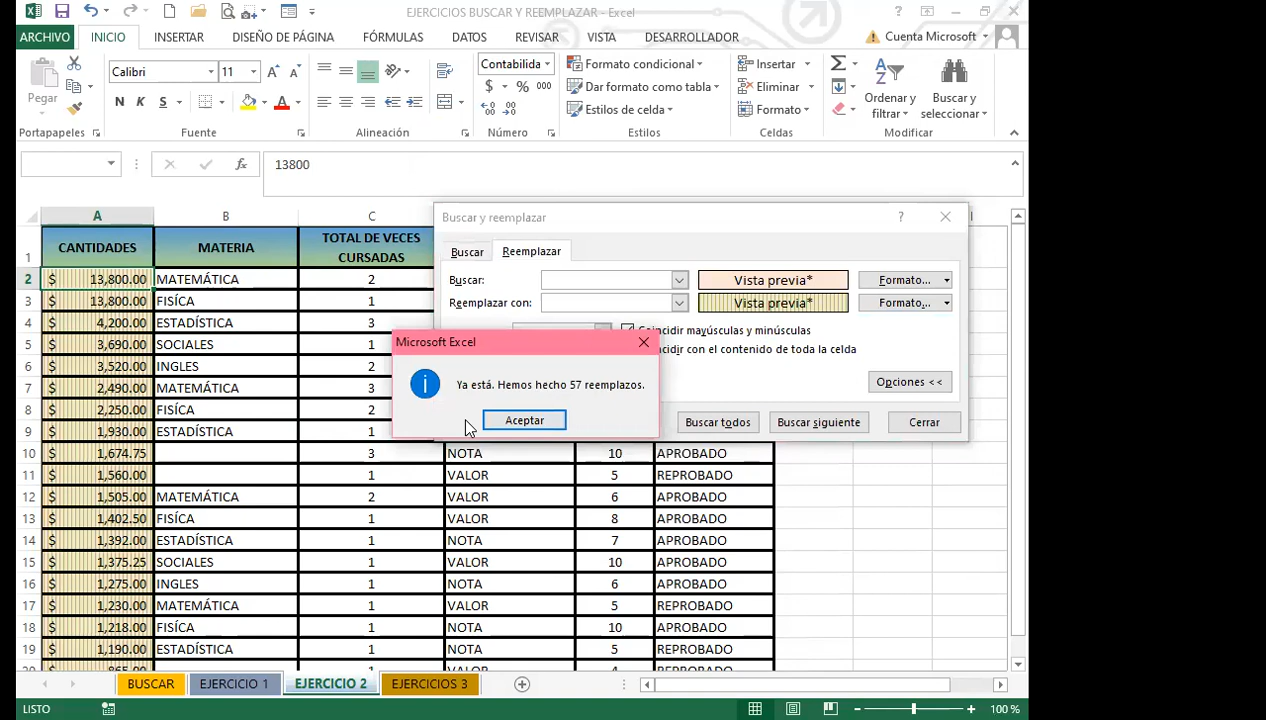 EJERCICIOS BUSCAR Y REEMPLAZAR - Excel
ARCHIVO INICIO INSERTAR DISEÑO DE PÁGINA FÓRMULAS DATOS REVISAR VISTA DESARROLLADOR Cuenta Microsoft
Pegar
Calibri 11
N K S
Contabilida
$ % 000
Formato condicional
Dar formato como tabla
Estilos de celda
Insertar
Eliminar
Formato
Ordenar y filtrar
Buscar y seleccionar
Portapapeles Fuente Alineación Número Estilos Celdas Modificar
13800
A B C I
1 CANTIDADES MATERIA TOTAL DE VECES CURSADAS
2 $ 13,800.00 MATEMÁTICA 2
3 $ 13,800.00 FISÍCA 1
4 $ 4,200.00 ESTADÍSTICA 3
5 $ 3,690.00 SOCIALES 1
6 $ 3,520.00 INGLES 2
7 $ 2,490.00 MATEMÁTICA 3
8 $ 2,250.00 FISÍCA 2
9 $ 1,930.00 ESTADÍSTICA 1
10 $ 1,674.75 3 NOTA 10 APROBADO
11 $ 1,560.00 1 VALOR 5 REPROBADO
12 $ 1,505.00 MATEMÁTICA 2 VALOR 6 APROBADO
13 $ 1,402.50 FISÍCA 1 VALOR 8 APROBADO
14 $ 1,392.00 ESTADÍSTICA 1 NOTA 7 APROBADO
15 $ 1,375.25 SOCIALES 1 VALOR 10 APROBADO
16 $ 1,275.00 INGLES 1 NOTA 6 APROBADO
17 $ 1,230.00 MATEMÁTICA 1 VALOR 5 REPROBADO
18 $ 1,218.00 FISÍCA 1 NOTA 10 APROBADO
19 $ 1,190.00 ESTADÍSTICA 1 NOTA 5 REPROBADO
Buscar y reemplazar
Buscar Reemplazar
Buscar: Vista previa* Formato...
Reemplazar con: Vista previa* Formato...
Coincidir mayúsculas y minúsculas
cidir con el contenido de toda la celda
Opciones <<
Buscar todos Buscar siguiente Cerrar
Microsoft Excel
Ya está. Hemos hecho 57 reemplazos.
Aceptar
BUSCAR EJERCICIO 1 EJERCICIO 2 EJERCICIOS 3
LISTO 100 %